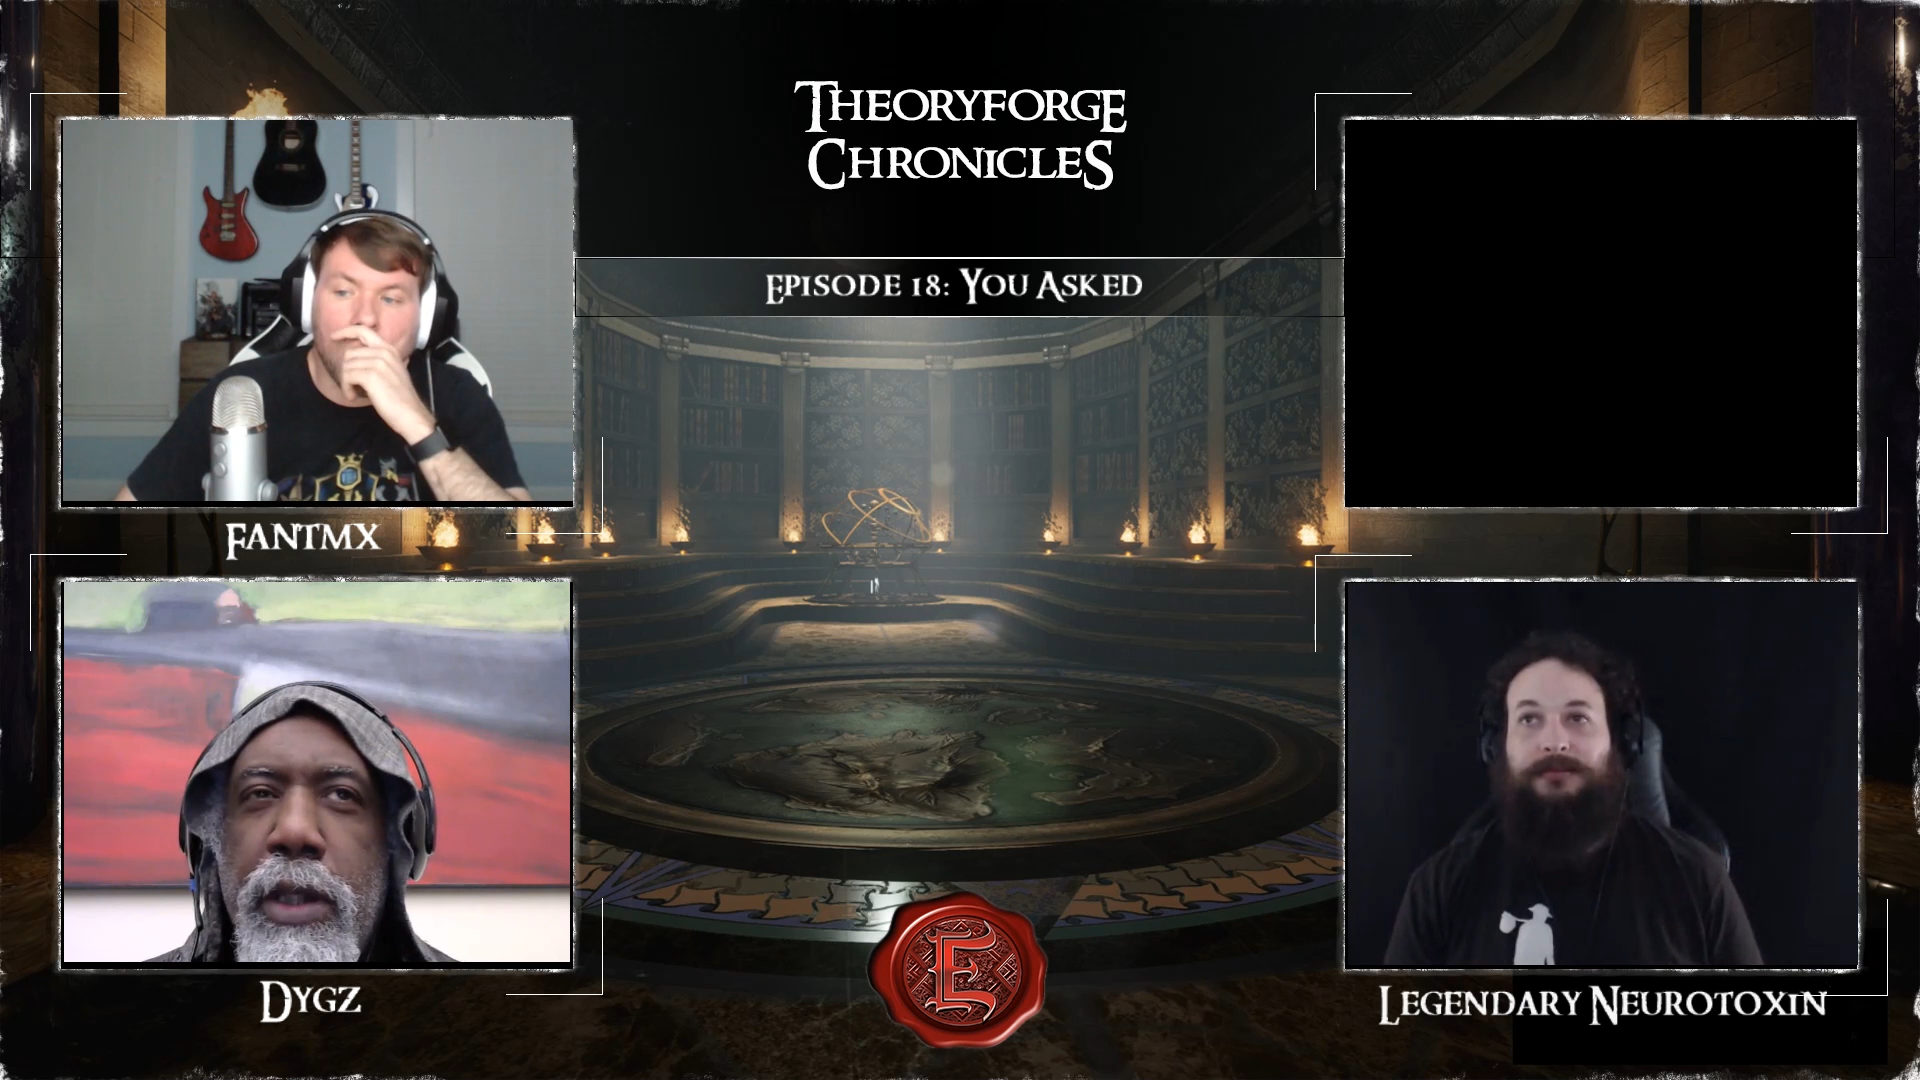 Theoryforge
Chronicles
Episode 18: You Asked
Fantmx
Dygz
Legendary Neurotoxin
E